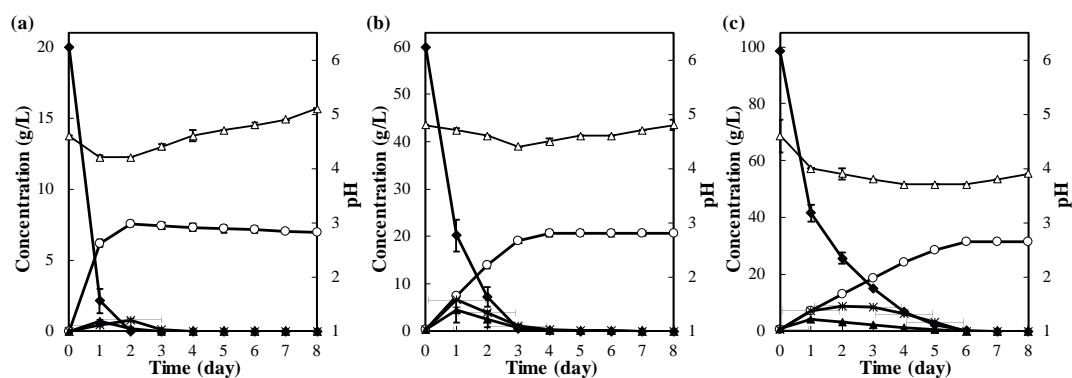 (a) (b) (c)
20 60 100
6 6 6
50 80
15 5 5 5
40
60
10 4 4 4
30
3 40 3 3
20
5
2 10 2 20 2
0 1 0 1 0 1
0 1 2 3 4 5 6 7 8 0 1 2 3 4 5 6 7 8 0 1 2 3 4 5 6 7 8
Time (day) Time (day) Time (day)
Concentration (g/L) pH Concentration (g/L) pH Concentration (g/L) pH